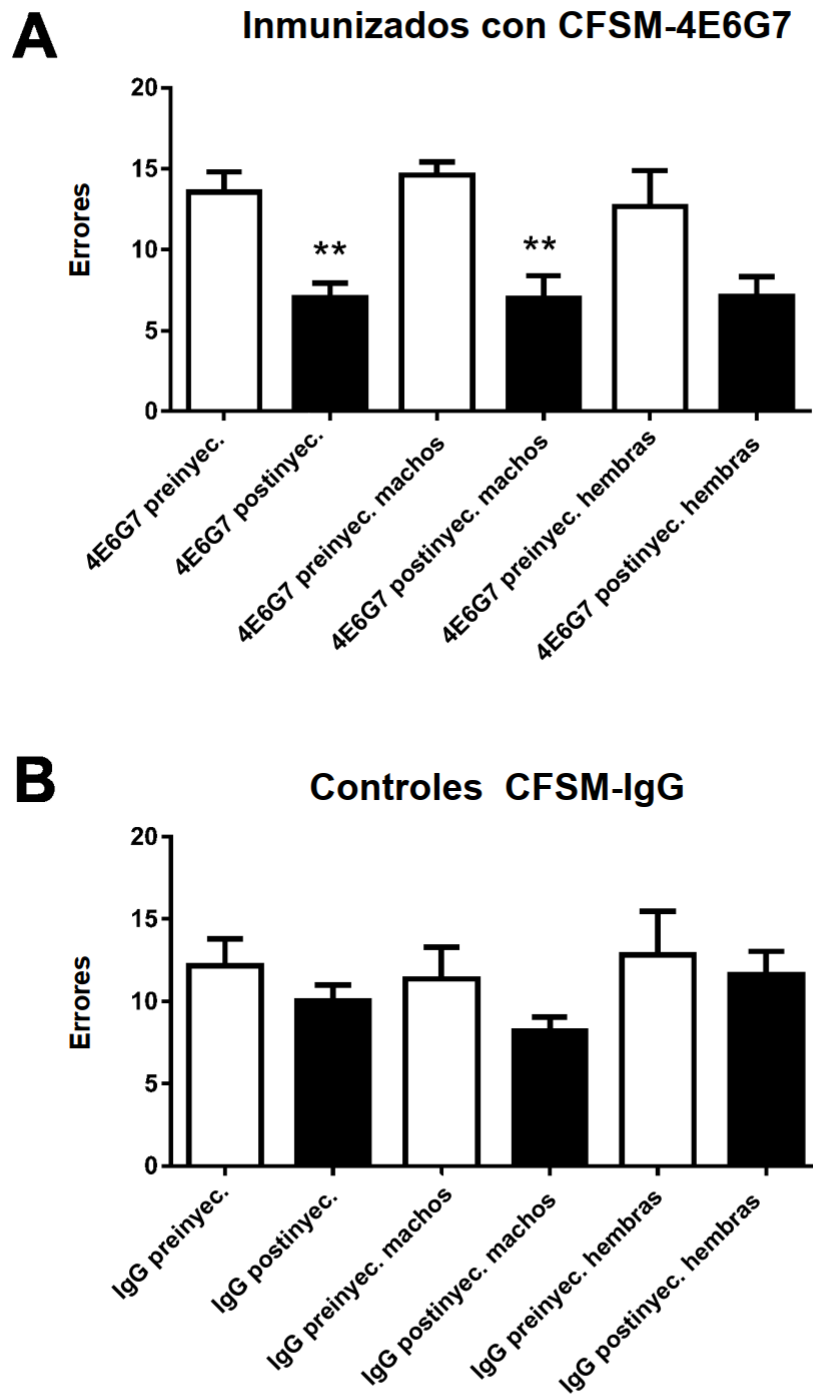 A
Inmunizados con CFSM-4E6G7
Errores
20
15
10
5
0
**
**
4E6G7 preinyec.
4E6G7 postinyec.
4E6G7 preinyec. machos
4E6G7 postinyec. machos
4E6G7 preinyec. hembras
4E6G7 postinyec. hembras
B
Controles CFSM-IgG
Errores
20
15
10
5
0
IgG preinyec.
IgG postinyec.
IgG preinyec. machos
IgG postinyec. machos
IgG preinyec. hembras
IgG postinyec. hembras